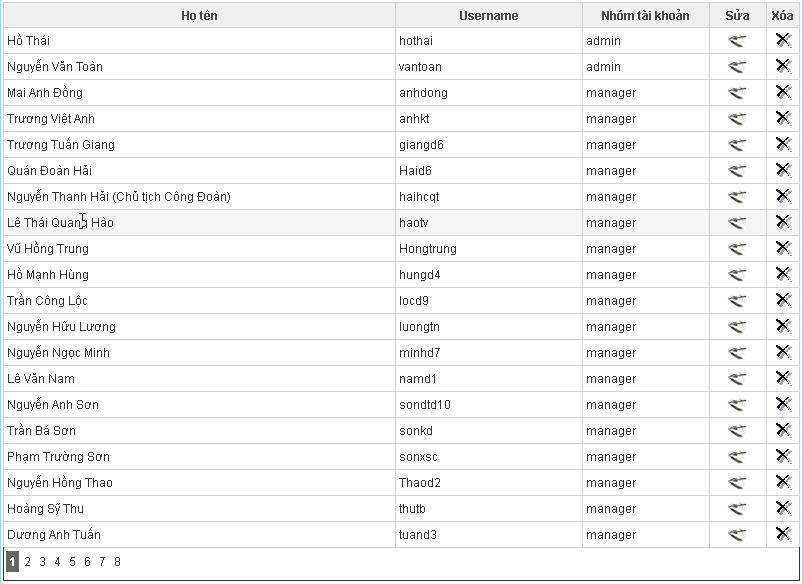 Họ tên Username Nhóm tài khoản Sửa Xóa
Hồ Thái hothai admin
Nguyễn Văn Toàn vantoan admin
Mai Anh Đồng anhdong manager
Trương Việt Anh anhkt manager
Trương Tuấn Giang giangd6 manager
Quán Đoàn Hải Haid6 manager
Nguyễn Thanh Hải (Chủ tịch Công Đoàn) haihcqt manager
Lê Thái Quang Hào haotv manager
Vũ Hồng Trung Hongtrung manager
Hồ Mạnh Hùng hungd4 manager
Trần Công Lộc locd9 manager
Nguyễn Hữu Lương luongtn manager
Nguyễn Ngọc Minh minhd7 manager
Lê Văn Nam namd1 manager
Nguyễn Anh Sơn sondtd10 manager
Trần Bá Sơn sonkd manager
Phạm Trường Sơn sonxsc manager
Nguyễn Hồng Thao Thaod2 manager
Hoàng Sỹ Thu thutb manager
Dương Anh Tuấn tuand3 manager
1 2 3 4 5 6 7 8